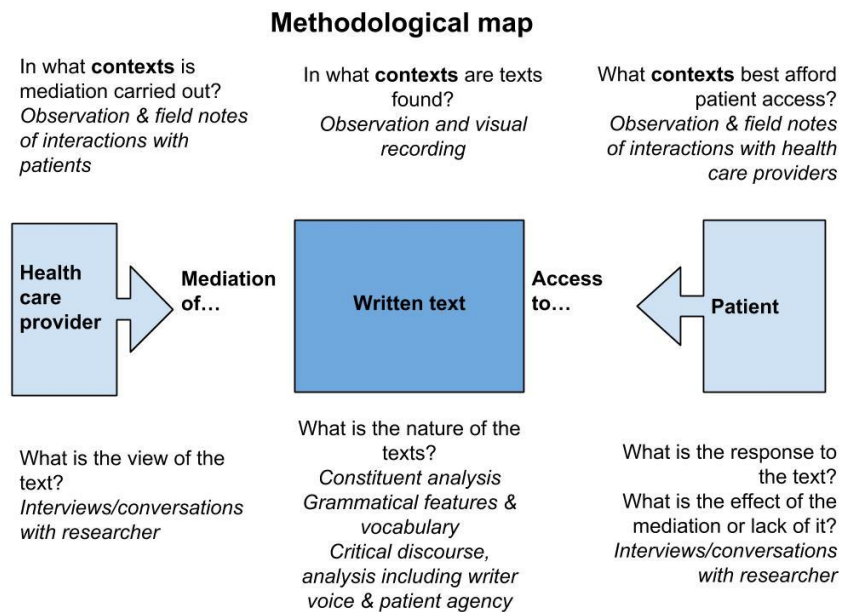 Methodological map
In what contexts is
mediation carried out?
Observation & field notes
of interactions with
patients
In what contexts are texts
found?
Observation and visual
recording
What contexts best afford
patient access?
Observation & field notes
of interactions with health
care providers
Health
care
provider
Mediation
of…
Written text
Access
to…
Patient
What is the view of the
text?
Interviews/conversations
with researcher
What is the nature of the
texts?
Constituent analysis
Grammatical features &
vocabulary
Critical discourse,
analysis including writer
voice & patient agency
What is the response to
the text?
What is the effect of the
mediation or lack of it?
Interviews/conversations
with researcher